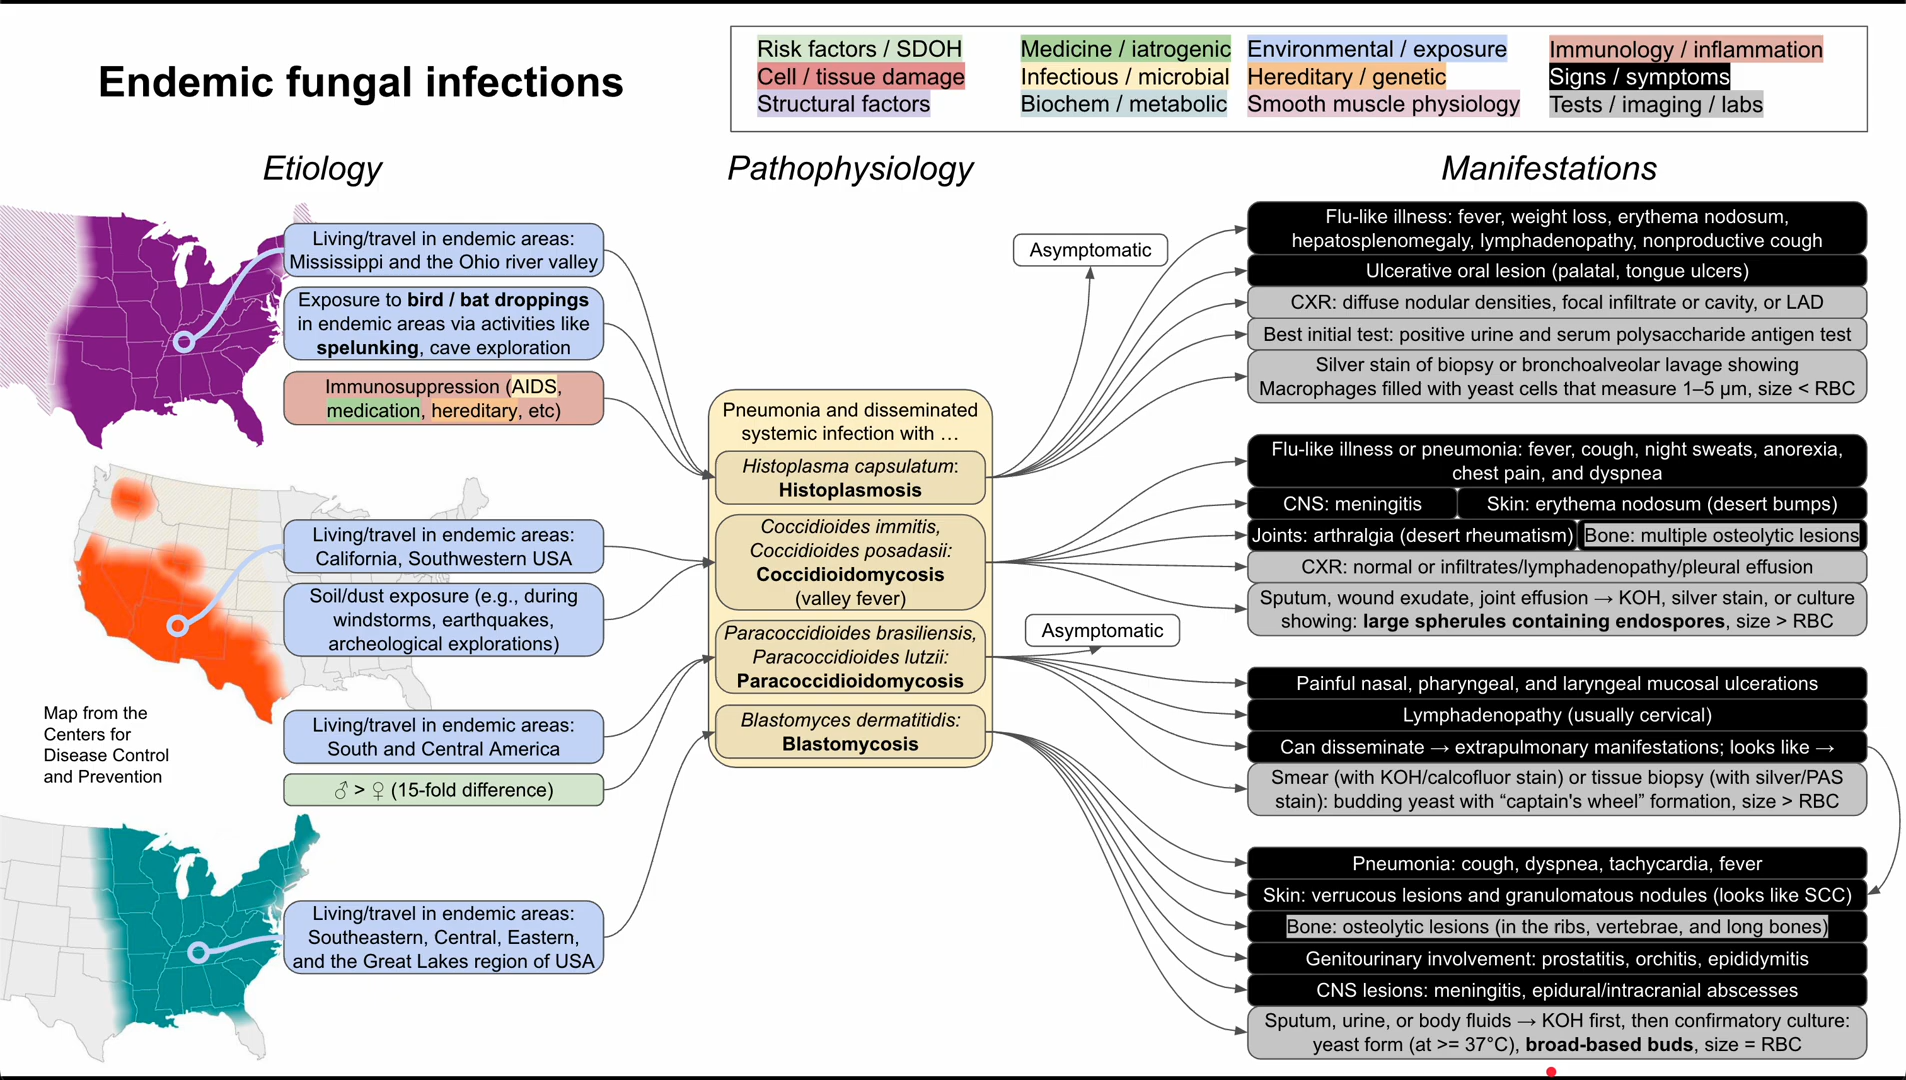 Endemic fungal infections
Risk factors / SDOH
Cell / tissue damage
Structural factors
Medicine / iatrogenic
Infectious / microbial
Biochem / metabolic
Environmental / exposure
Hereditary / genetic
Smooth muscle physiology
Immunology / inflammation
Signs / symptoms
Tests / imaging / labs
Etiology
Living/travel in endemic areas:
Mississippi and the Ohio river valley
Exposure to bird / bat droppings
in endemic areas via activities like
spelunking, cave exploration
Immunosuppression (AIDS,
medication, hereditary, etc)
Living/travel in endemic areas:
California, Southwestern USA
Soil/dust exposure (e.g., during
windstorms, earthquakes,
archeological explorations)
Map from the
Centers for
Disease Control
and Prevention
Living/travel in endemic areas:
South and Central America
♂ > ♀ (15-fold difference)
Living/travel in endemic areas:
Southeastern, Central, Eastern,
and the Great Lakes region of USA
Pathophysiology
Pneumonia and disseminated
systemic infection with …
Histoplasma capsulatum:
Histoplasmosis
Coccidioides immitis,
Coccidioides posadasii:
Coccidioidomycosis
(valley fever)
Paracoccidioides brasiliensis,
Paracoccidioides lutzii:
Paracoccidioidomycosis
Blastomyces dermatitidis:
Blastomycosis
Asymptomatic
Asymptomatic
Manifestations
Flu-like illness: fever, weight loss, erythema nodosum,
hepatosplenomegaly, lymphadenopathy, nonproductive cough
Ulcerative oral lesion (palatal, tongue ulcers)
CXR: diffuse nodular densities, focal infiltrate or cavity, or LAD
Best initial test: positive urine and serum polysaccharide antigen test
Silver stain of biopsy or bronchoalveolar lavage showing
Macrophages filled with yeast cells that measure 1–5 μm, size < RBC
Flu-like illness or pneumonia: fever, cough, night sweats, anorexia,
chest pain, and dyspnea
CNS: meningitis
Skin: erythema nodosum (desert bumps)
Joints: arthralgia (desert rheumatism)
Bone: multiple osteolytic lesions
CXR: normal or infiltrates/lymphadenopathy/pleural effusion
Sputum, wound exudate, joint effusion → KOH, silver stain, or culture
showing: large spherules containing endospores, size > RBC
Painful nasal, pharyngeal, and laryngeal mucosal ulcerations
Lymphadenopathy (usually cervical)
Can disseminate → extrapulmonary manifestations; looks like →
Smear (with KOH/calcofluor stain) or tissue biopsy (with silver/PAS
stain): budding yeast with “captain's wheel” formation, size > RBC
Pneumonia: cough, dyspnea, tachycardia, fever
Skin: verrucous lesions and granulomatous nodules (looks like SCC)
Bone: osteolytic lesions (in the ribs, vertebrae, and long bones)
Genitourinary involvement: prostatitis, orchitis, epididymitis
CNS lesions: meningitis, epidural/intracranial abscesses
Sputum, urine, or body fluids → KOH first, then confirmatory culture:
yeast form (at >= 37°C), broad-based buds, size = RBC